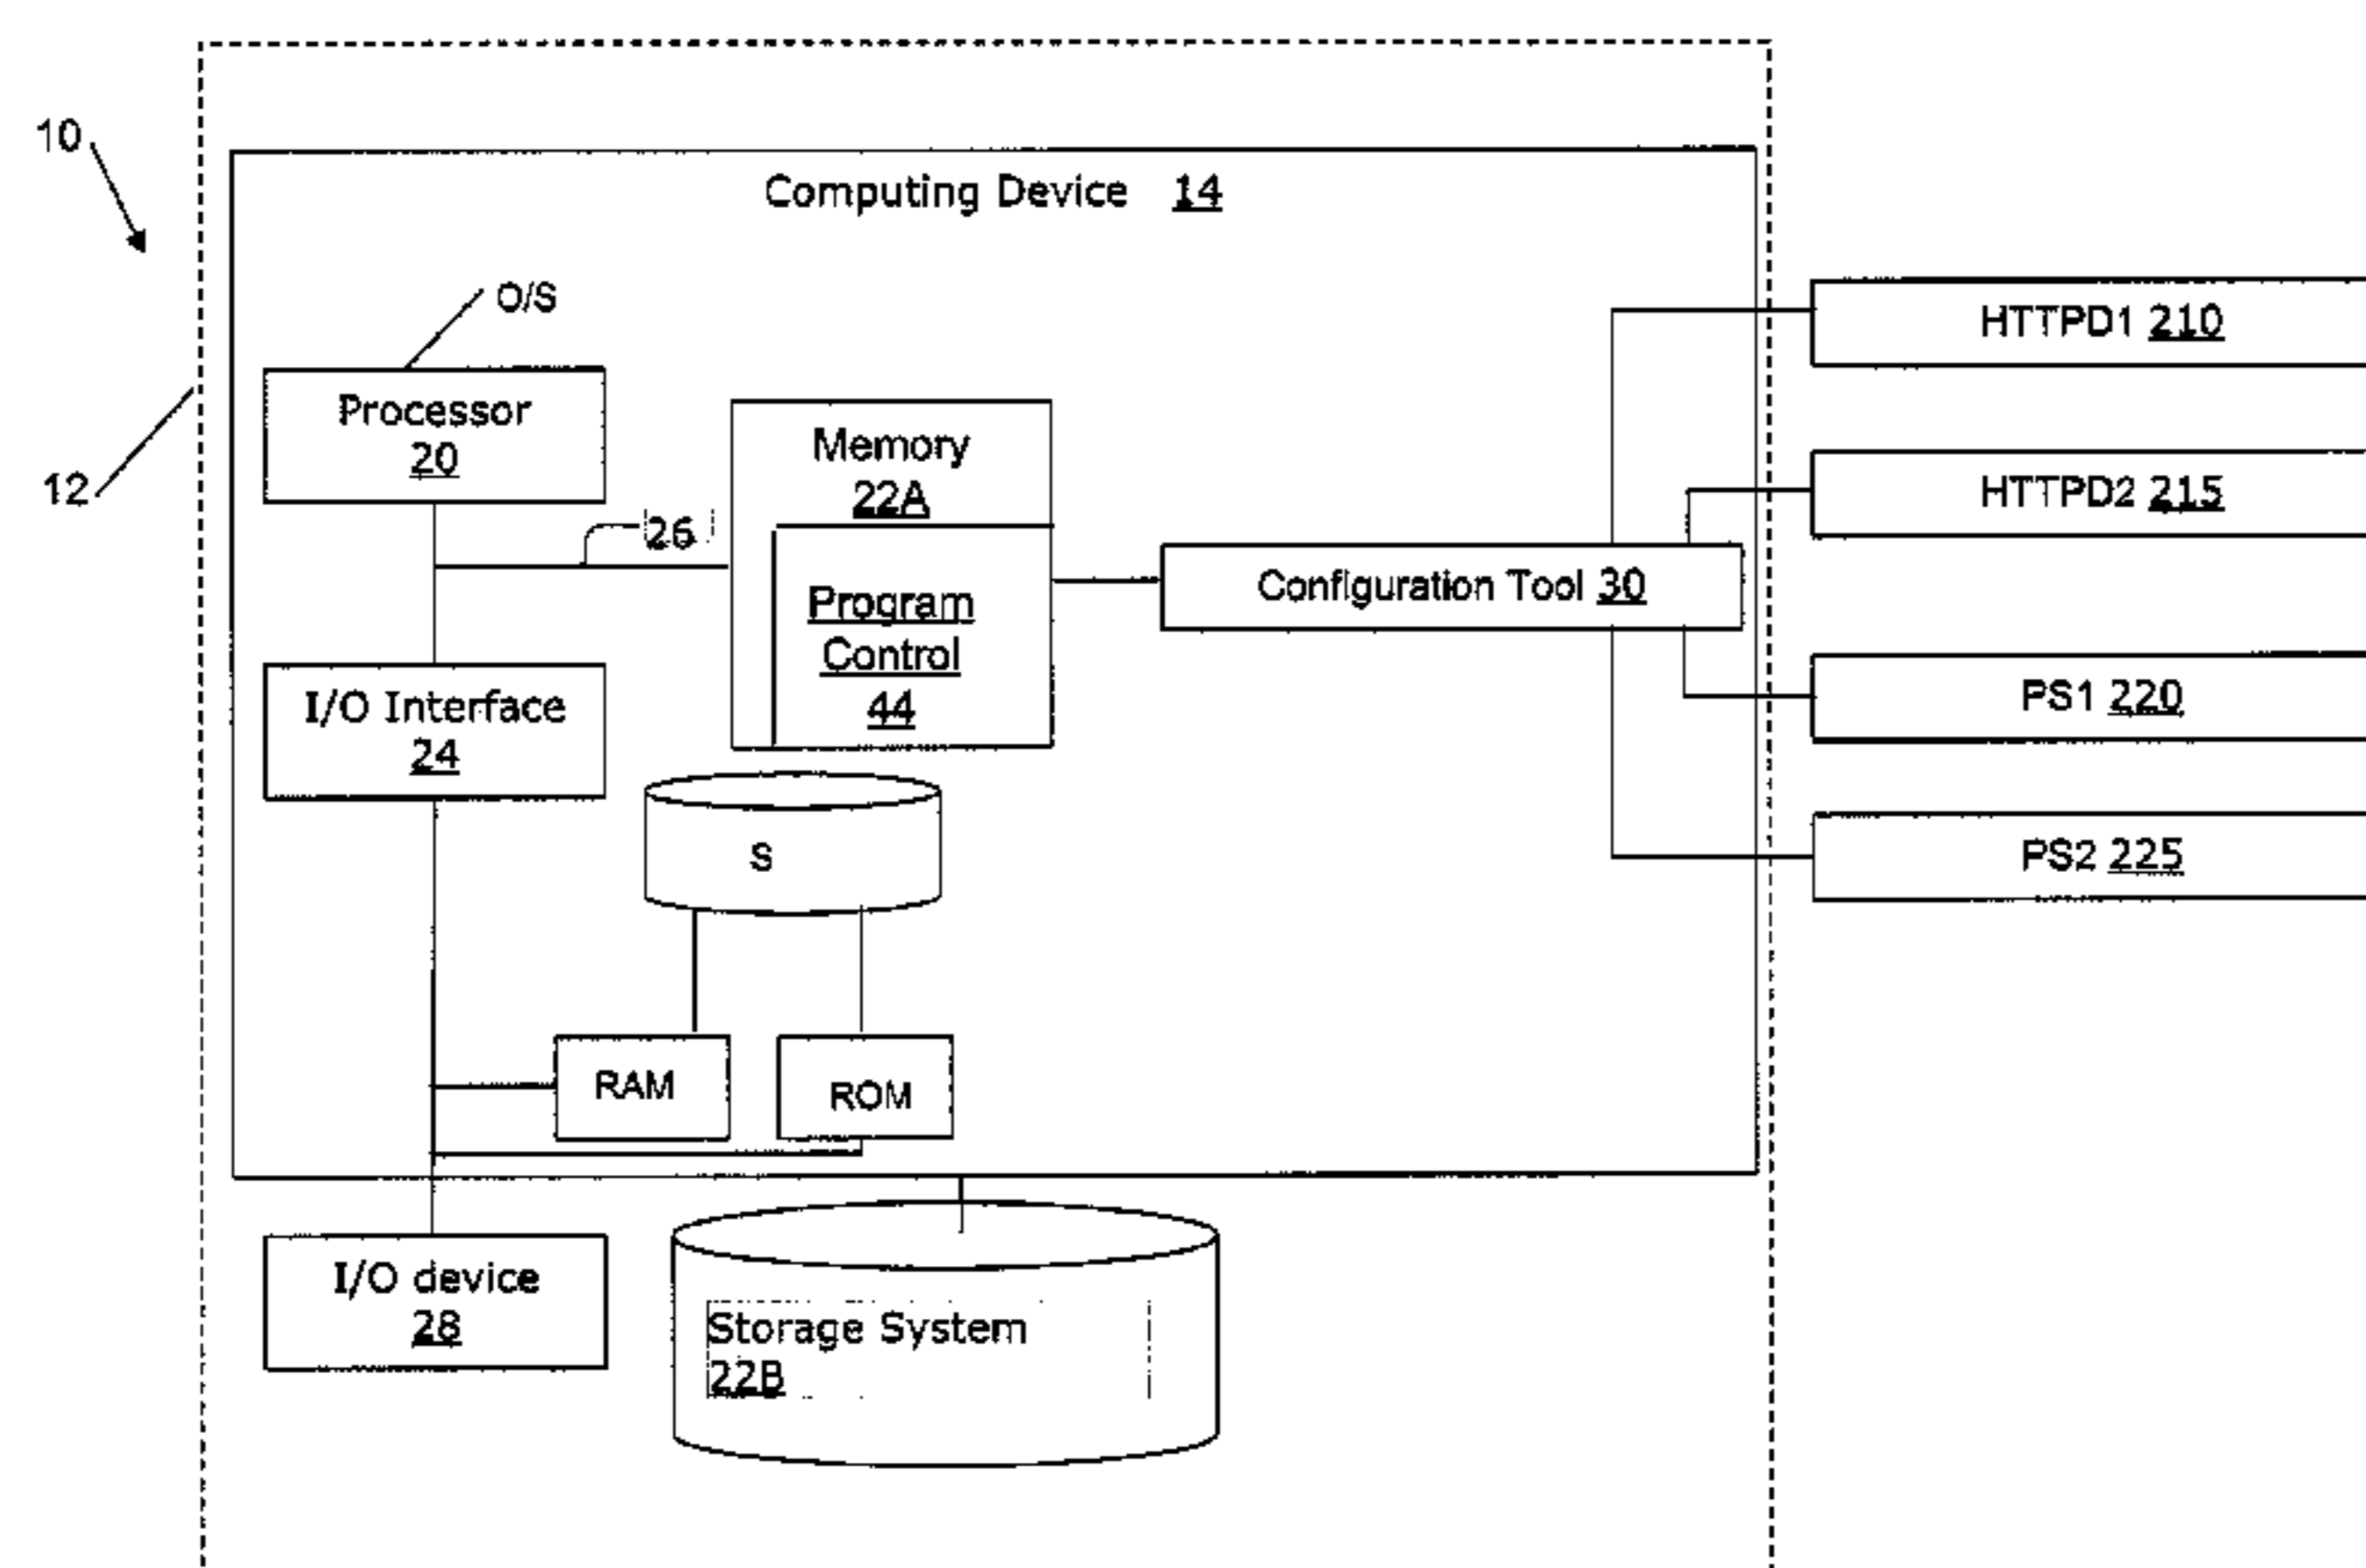 10
Computing Device 14
O/S
HTTPD1 210
Processor
20
12
Memory
22A
HTTPD2 215
26
Configuration Tool 30
Program
Control
44
I/O Interface
24
PS1 220
S
PS2 225
RAM
ROM
I/O device
28
Storage System
22B